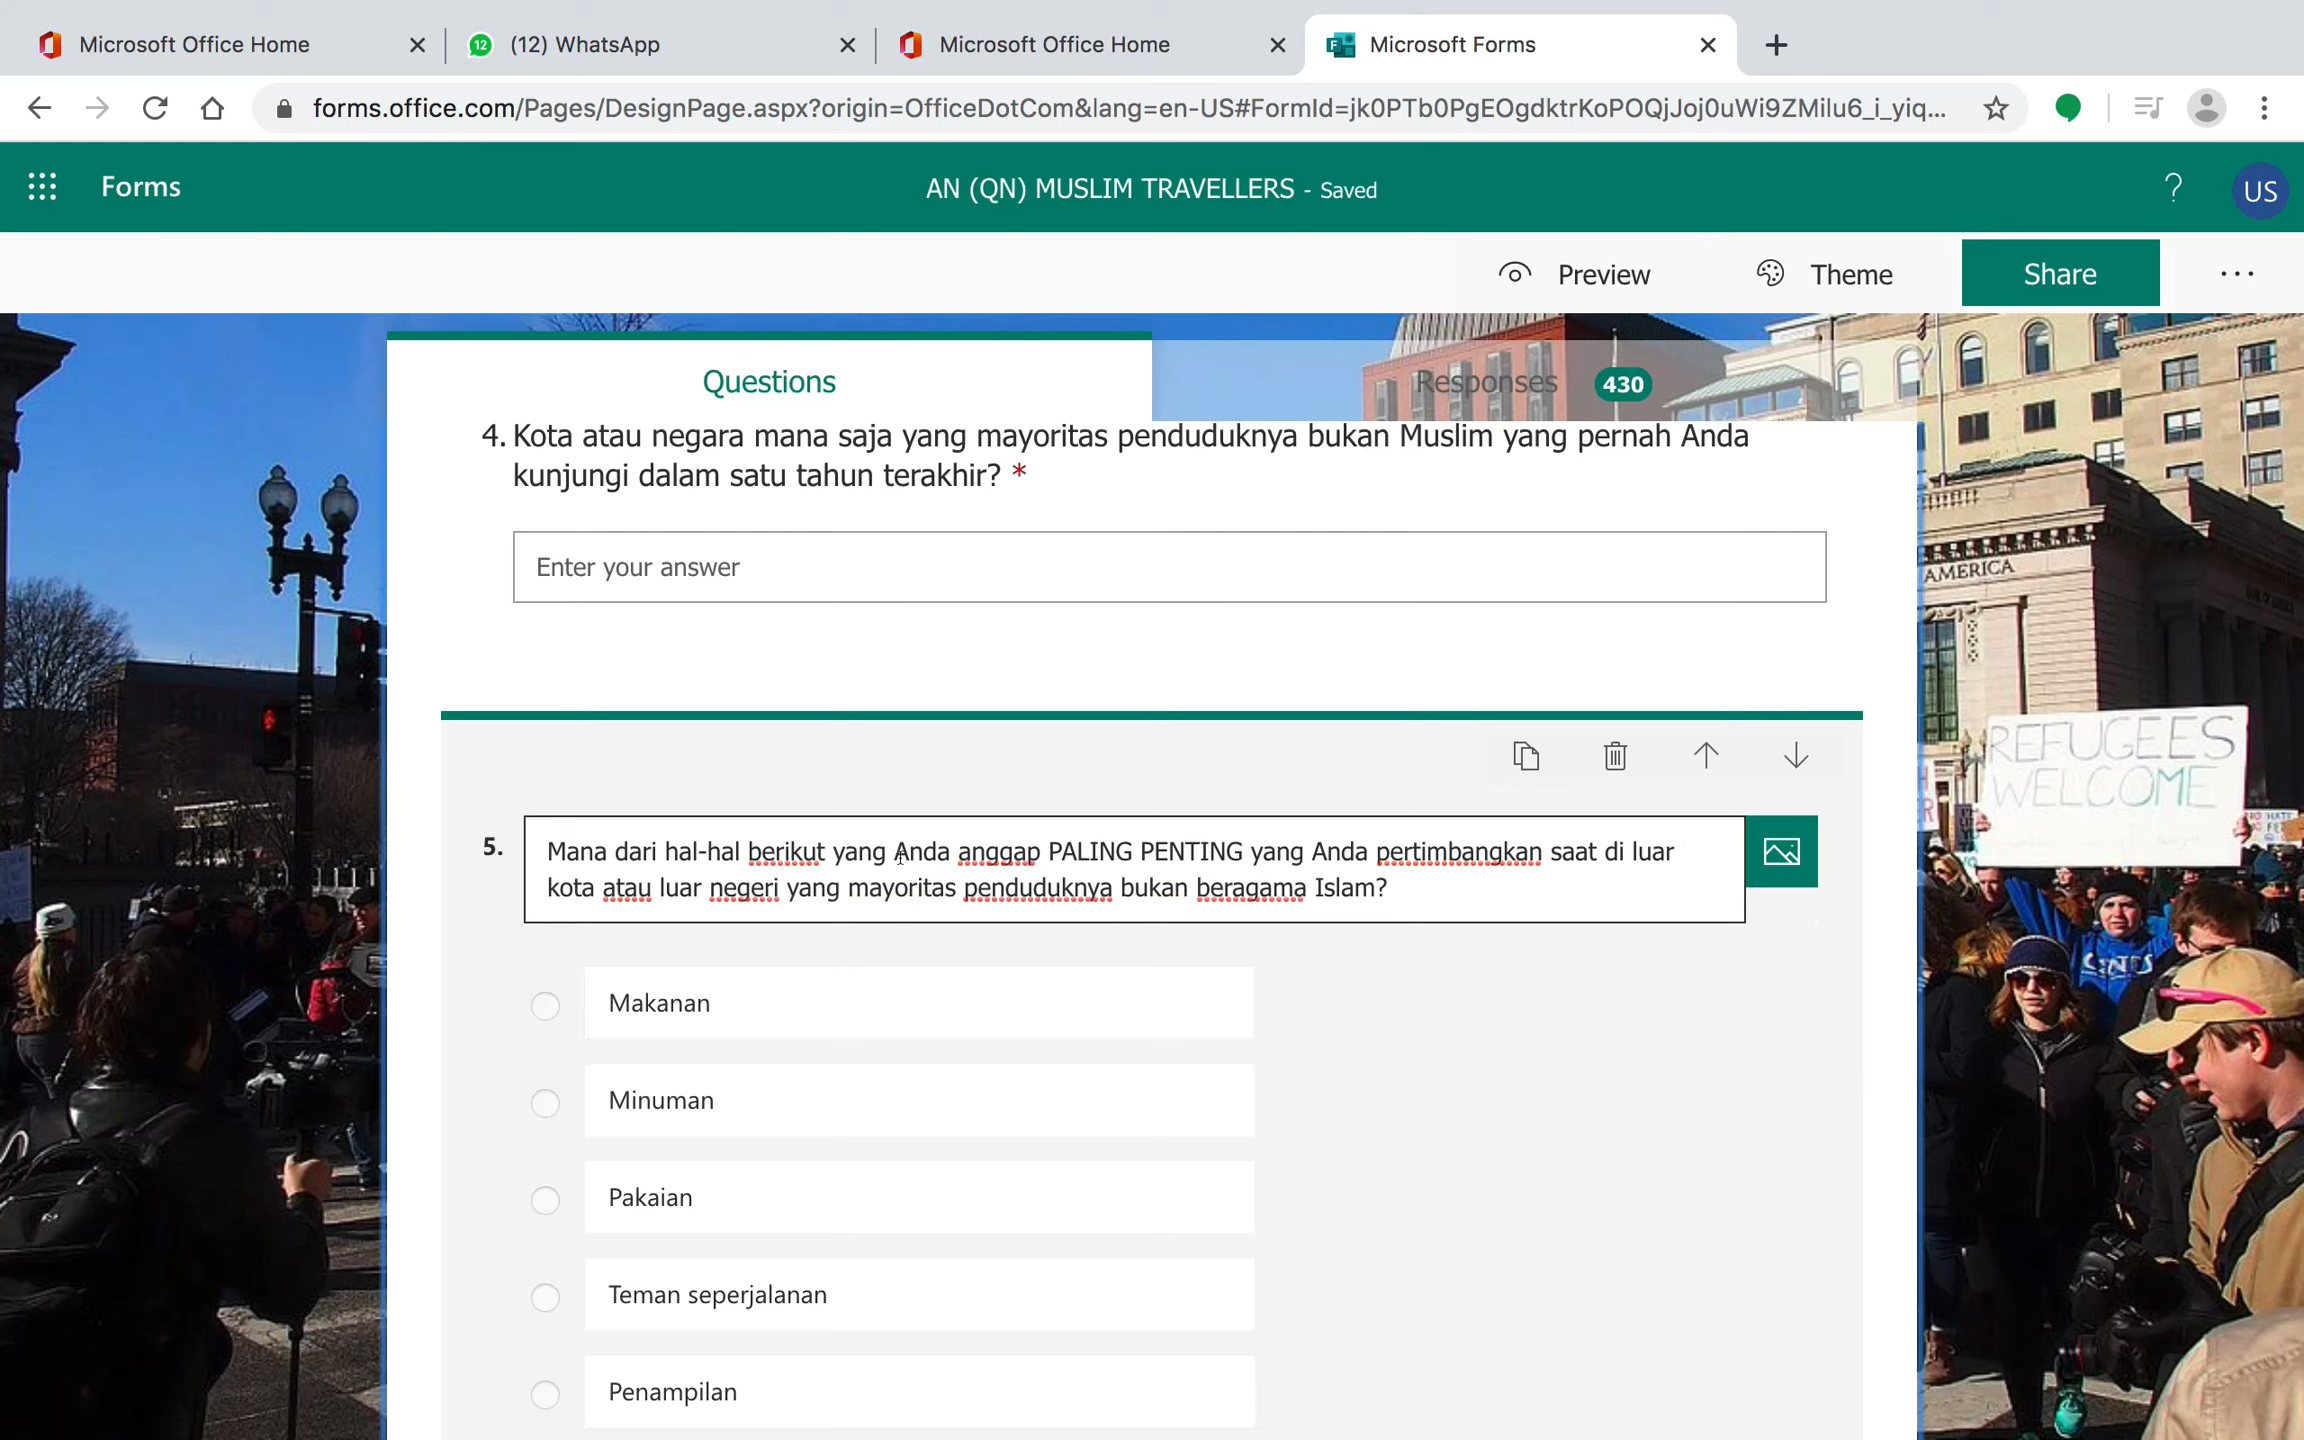 Microsoft Office Home
12
(12) WhatsApp
Microsoft Office Home
F
Microsoft Forms
forms.office.com/Pages/DesignPage.aspx?origin=OfficeDotCom&lang=en-US#FormId=jk0PTb0PgEOgdktrKoPOQjJoj0uWi9ZMilu6_i_yiq...
Forms
AN (QN) MUSLIM TRAVELLERS - Saved
?
US
Preview
Theme
Share
Questions
Responses 430
4. Kota atau negara mana saja yang mayoritas penduduknya bukan Muslim yang pernah Anda
kunjungi dalam satu tahun terakhir? *
Enter your answer
5. Mana dari hal-hal berikut yang Anda anggap PALING PENTING yang Anda pertimbangkan saat di luar
kota atau luar negeri yang mayoritas penduduknya bukan beragama Islam?
Makanan
Minuman
Pakaian
Teman seperjalanan
Penampilan
AMERICA
REFUGEES
WELCOME